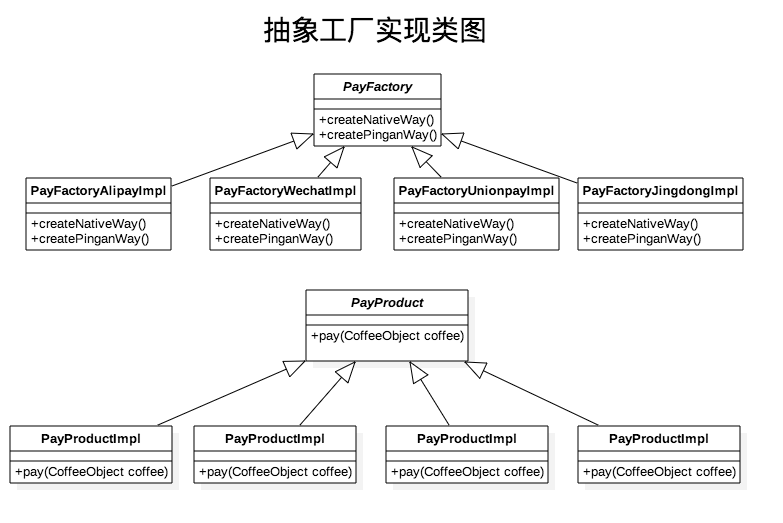 抽象工厂实现类图
PayFactory
+createNativeWay()
+createPinganWay()
PayFactoryAlipayImpl
+createNativeWay()
+createPinganWay()
PayFactoryWechatImpl
+createNativeWay()
+createPinganWay()
PayFactoryUnionpayImpl
+createNativeWay()
+createPinganWay()
PayFactoryJingdongImpl
+createNativeWay()
+createPinganWay()
PayProduct
+pay(CoffeeObject coffee)
PayProductImpl
+pay(CoffeeObject coffee)
PayProductImpl
+pay(CoffeeObject coffee)
PayProductImpl
+pay(CoffeeObject coffee)
PayProductImpl
+pay(CoffeeObject coffee)